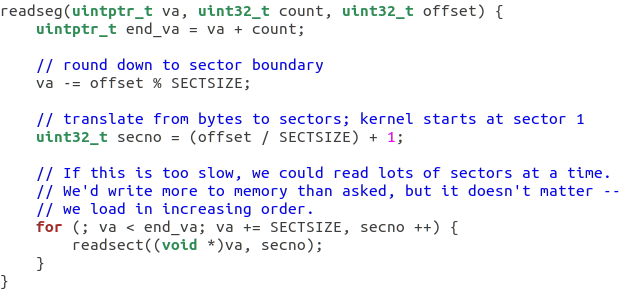 readseg(uintptr_t va, uint32_t count, uint32_t offset) {
    uintptr_t end_va = va + count;

    // round down to sector boundary
    va -= offset % SECTSIZE;

    // translate from bytes to sectors; kernel starts at sector 1
    uint32_t secno = (offset / SECTSIZE) + 1;

    // If this is too slow, we could read lots of sectors at a time.
    // We'd write more to memory than asked, but it doesn't matter --
    // we load in increasing order.
    for (; va < end_va; va += SECTSIZE, secno ++) {
        readsect((void *)va, secno);
    }
}